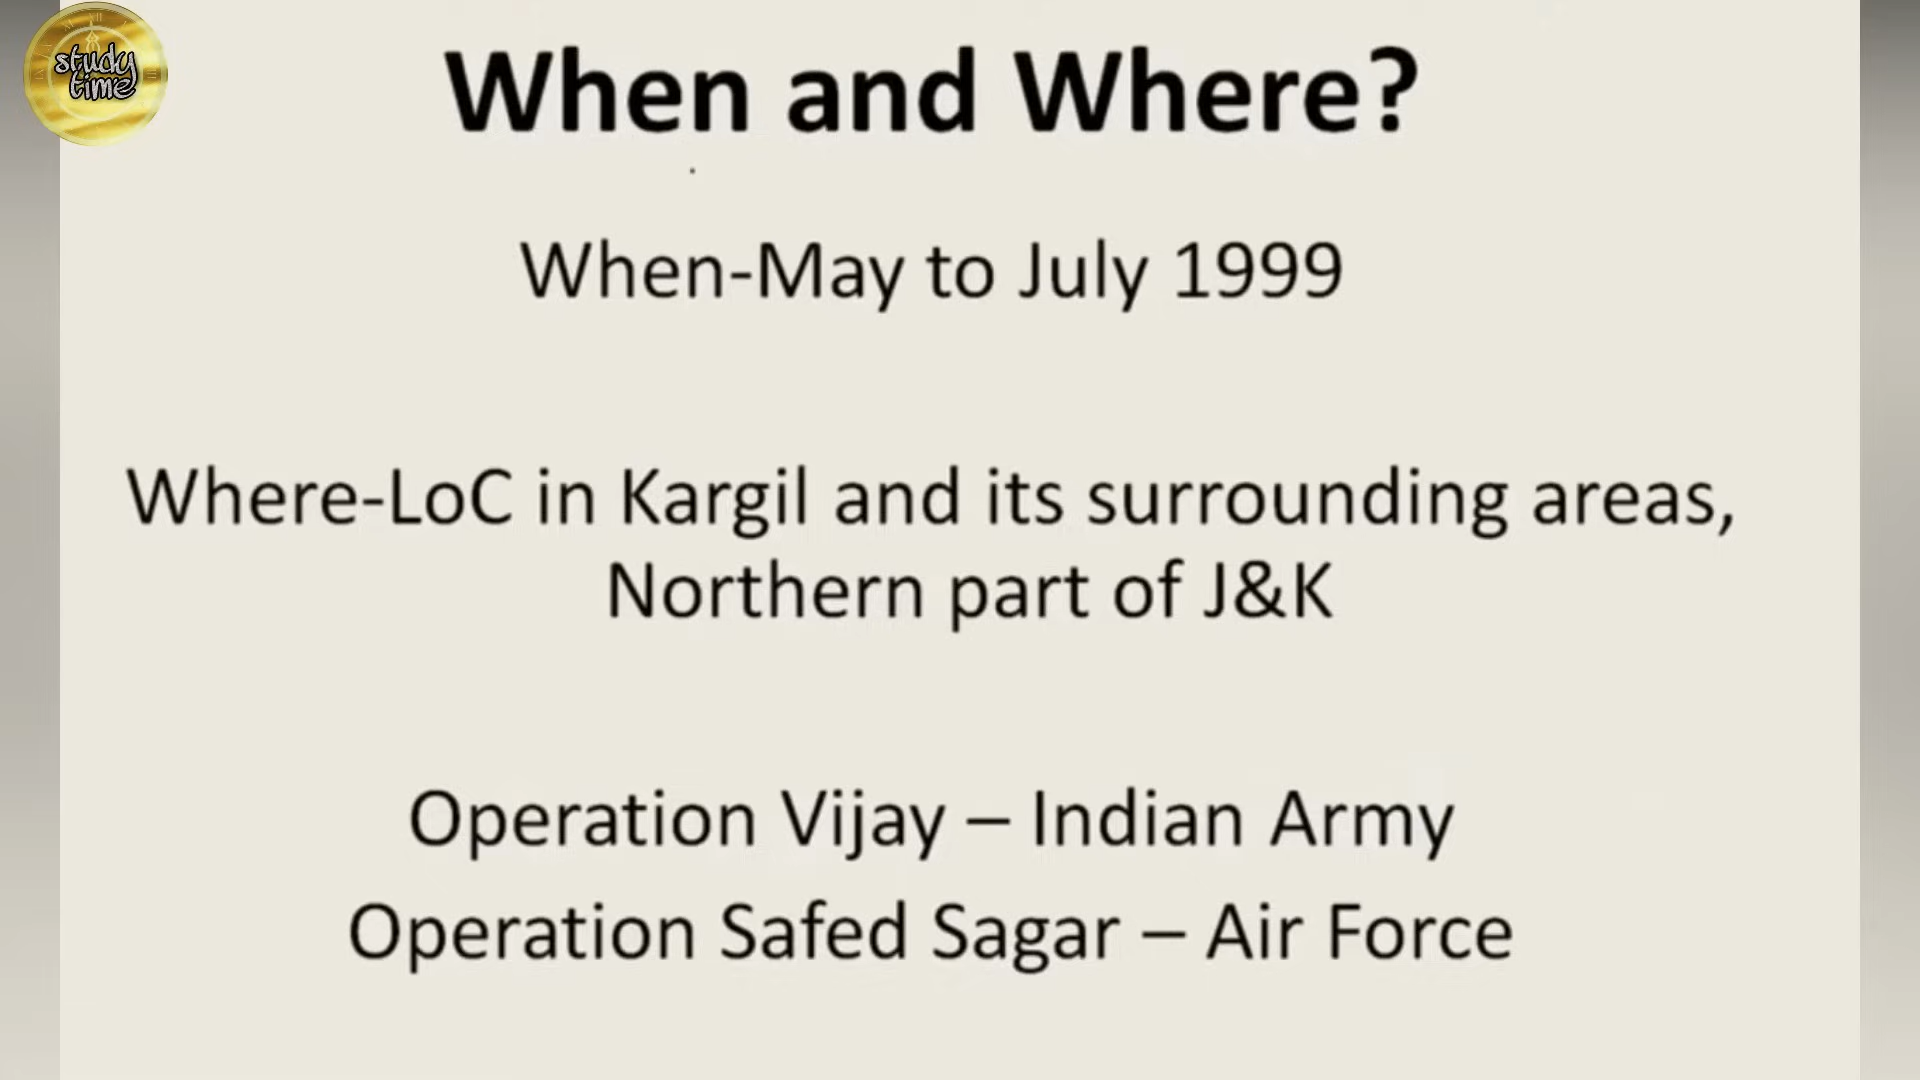 study
time
When and Where?
When-May to July 1999
Where-LoC in Kargil and its surrounding areas,
Northern part of J&K
Operation Vijay – Indian Army
Operation Safed Sagar – Air Force